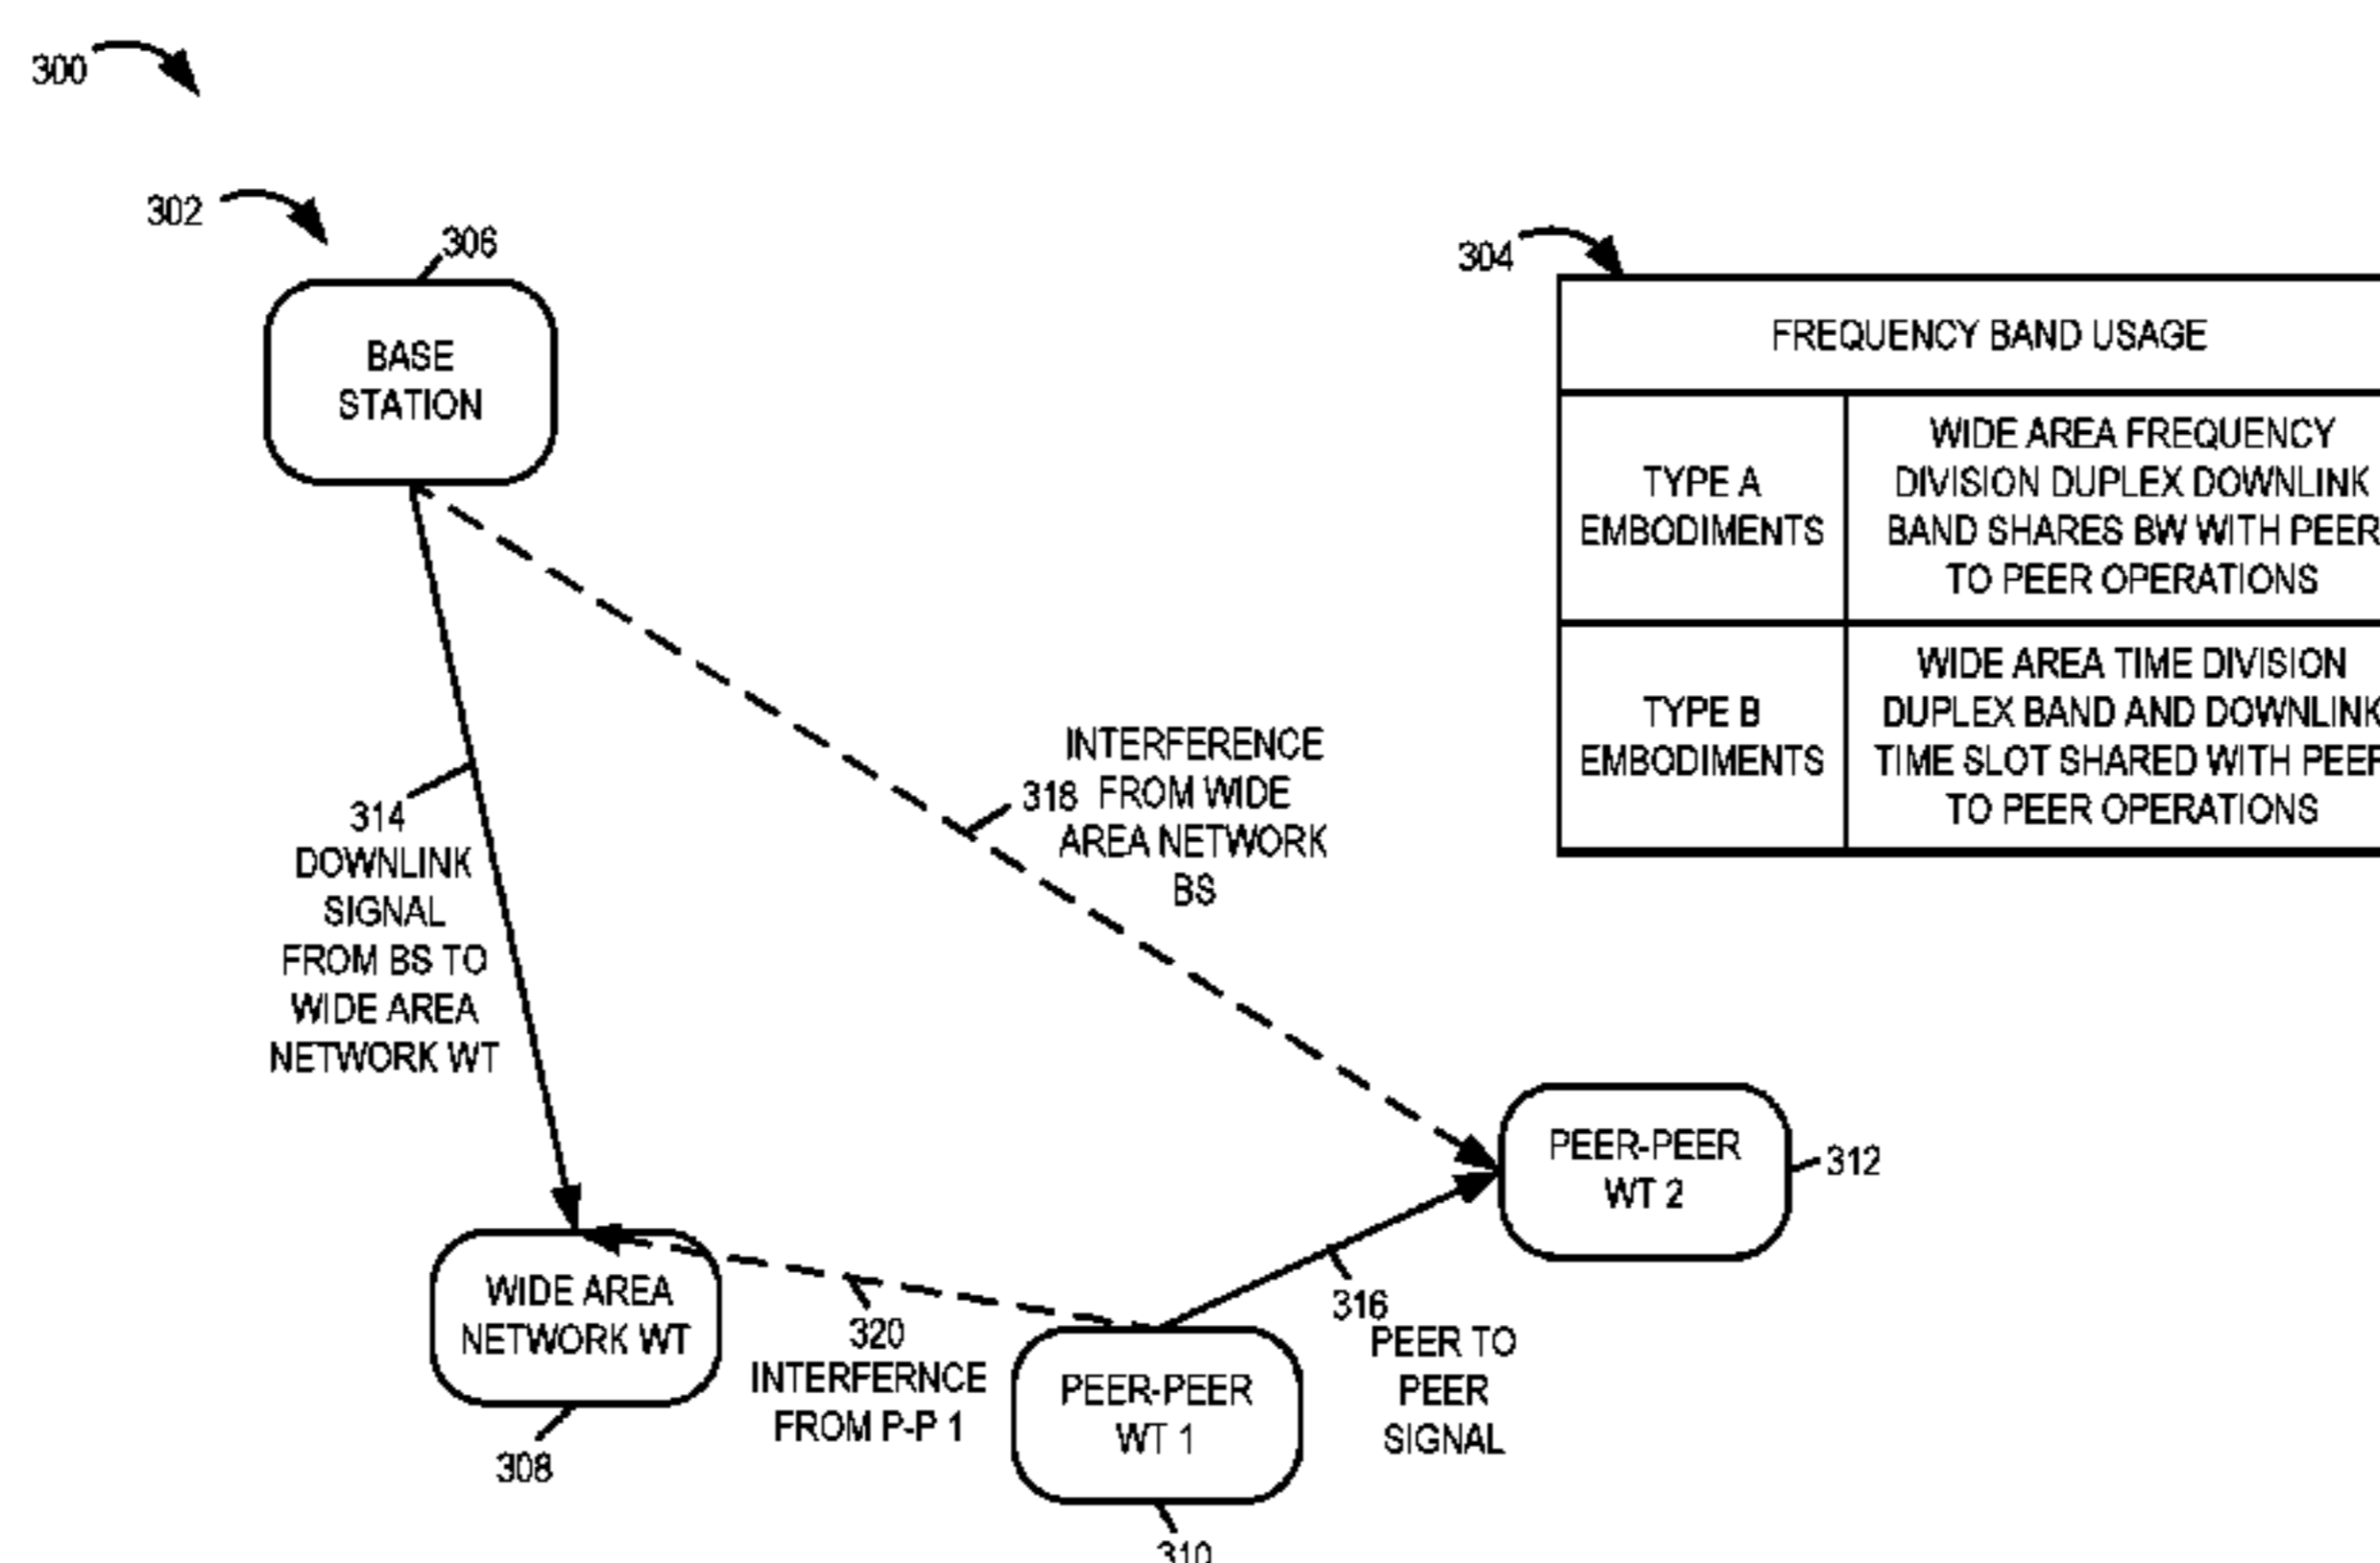 300
302
306
BASE
STATION
304
FREQUENCY BAND USAGE
TYPE A
EMBODIMENTS
WIDE AREA FREQUENCY
DIVISION DUPLEX DOWNLINK
BAND SHARES BW WITH PEER
TO PEER OPERATIONS
TYPE B
EMBODIMENTS
WIDE AREA TIME DIVISION
DUPLEX BAND AND DOWNLINK
TIME SLOT SHARED WITH PEER
TO PEER OPERATIONS
314
DOWNLINK
SIGNAL
FROM BS TO
WIDE AREA
NETWORK WT
318
INTERFERENCE
FROM WIDE
AREA NETWORK
BS
PEER-PEER
WT 2
312
WIDE AREA
NETWORK WT
308
320
INTERFERNCE
FROM P-P 1
PEER-PEER
WT 1
310
316
PEER TO
PEER
SIGNAL